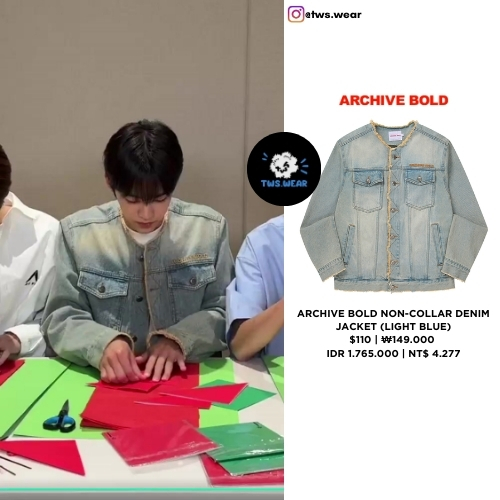 @tws.wear
ARCHIVE BOLD
TWS.WEAR
ARCHIVE BOLD NON-COLLAR DENIM
JACKET (LIGHT BLUE)
$110 | ₩149.000
IDR 1.765.000 | NT$ 4.277